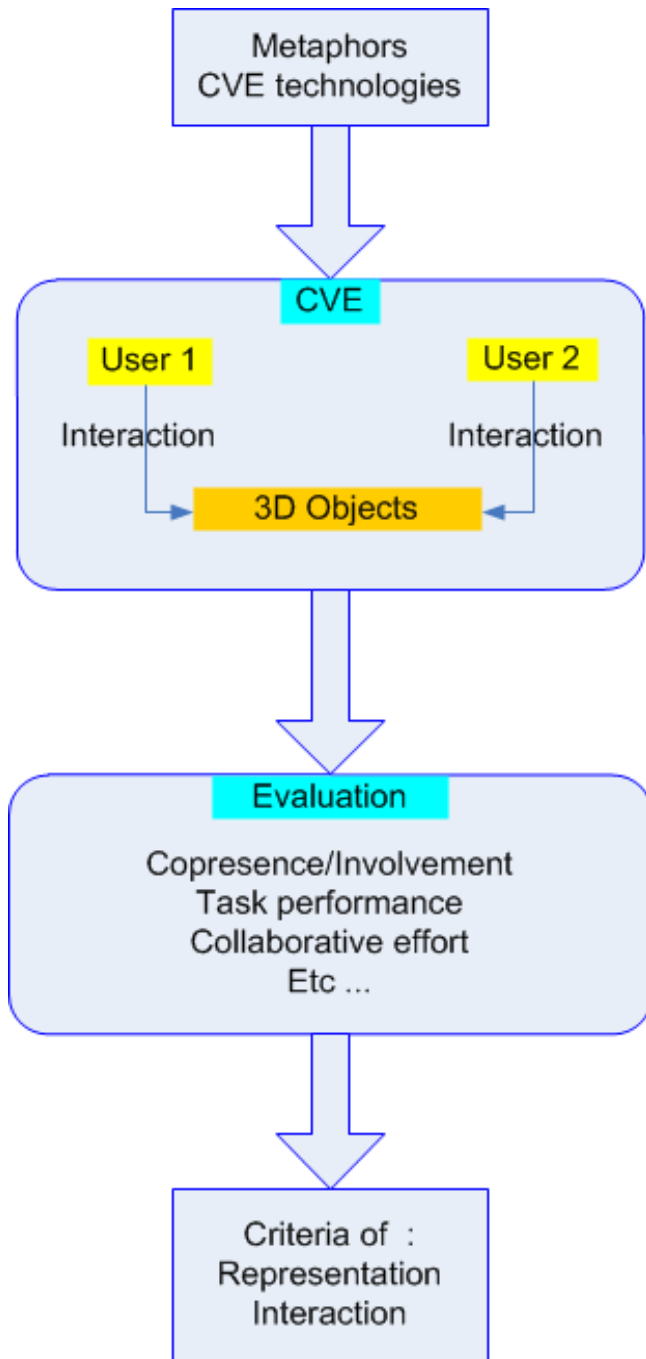 Metaphors
CVE technologies
CVE
User 1
User 2
Interaction
Interaction
3D Objects
Evaluation
Copresence/Involvement
Task performance
Collaborative effort
Etc ...
Criteria of :
Representation
Interaction